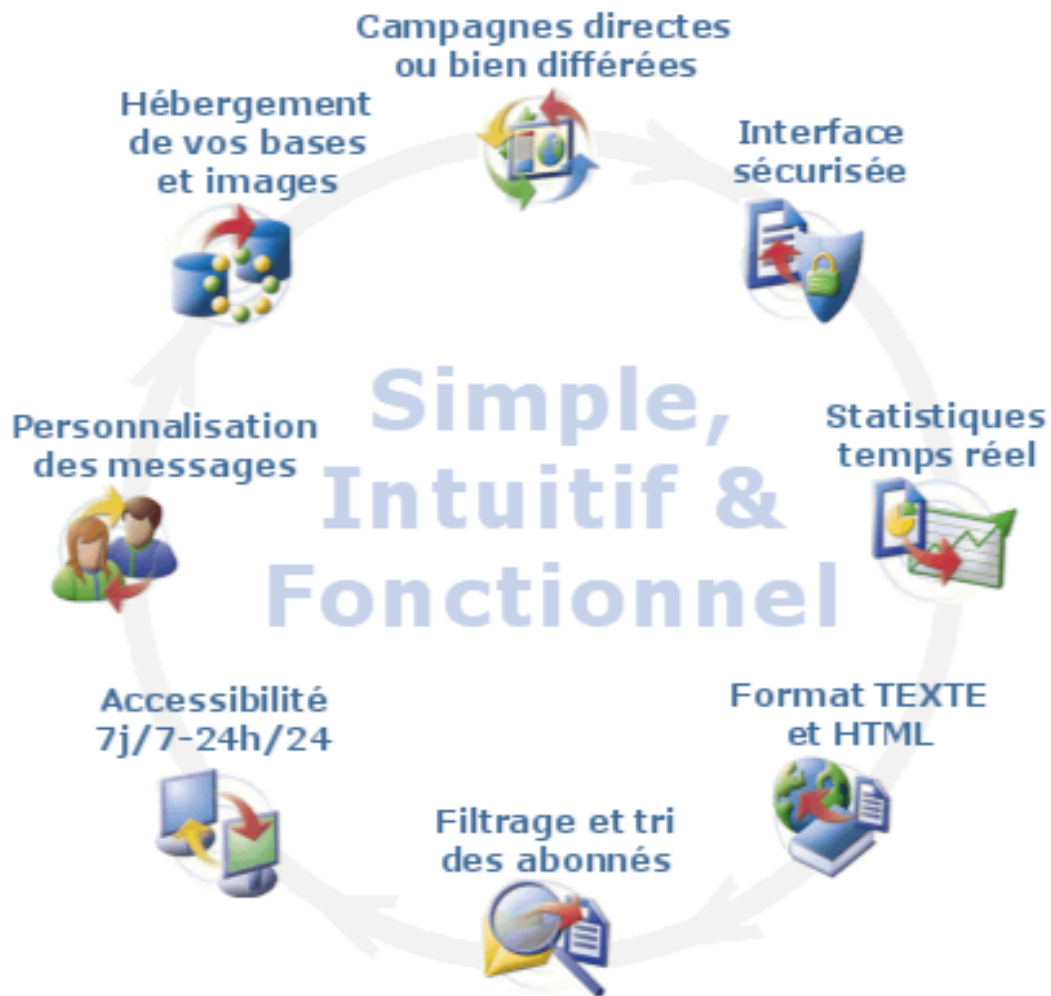 Campagnes directes
ou bien différées
Interface
sécurisée
Statistiques
temps réel
Format TEXTE
et HTML
Filtrage et tri
des abonnés
Accessibilité
7j/7-24h/24
Personnalisation
des messages
Hébergement
de vos bases
et images
Simple,
Intuitif &
Fonctionnel